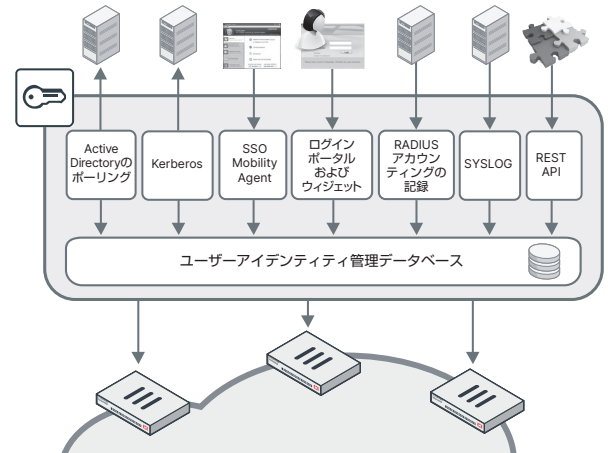 Active
Directoryの
ポーリング
Kerberos
SSO
Mobility
Agent
ログイン
ポータル
および
ウィジェット
RADIUS
アカウン
ティングの
記録
SYSLOG
REST
API
ユーザーアイデンティティ管理データベース